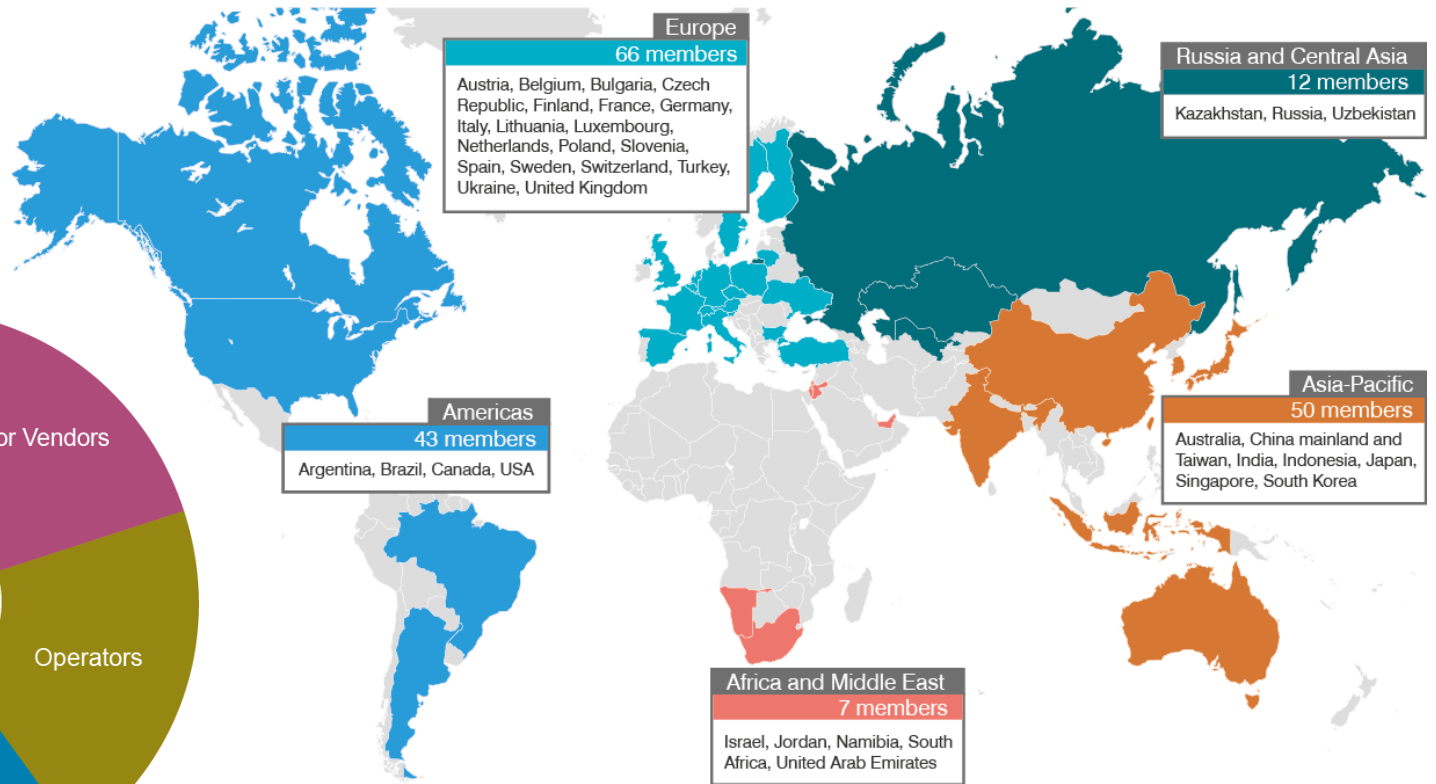 Europe
66 members
Austria, Belgium, Bulgaria, Czech
Republic, Finland, France, Germany,
Italy, Lithuania, Luxembourg,
Netherlands, Poland, Slovenia,
Spain, Sweden, Switzerland, Turkey,
Ukraine, United Kingdom
Russia and Central Asia
12 members
Kazakhstan, Russia, Uzbekistan
Americas
43 members
Argentina, Brazil, Canada, USA
Asia-Pacific
50 members
Australia, China mainland and
Taiwan, India, Indonesia, Japan,
Singapore, South Korea
or Vendors
Operators
Africa and Middle East
7 members
Israel, Jordan, Namibia, South
Africa, United Arab Emirates